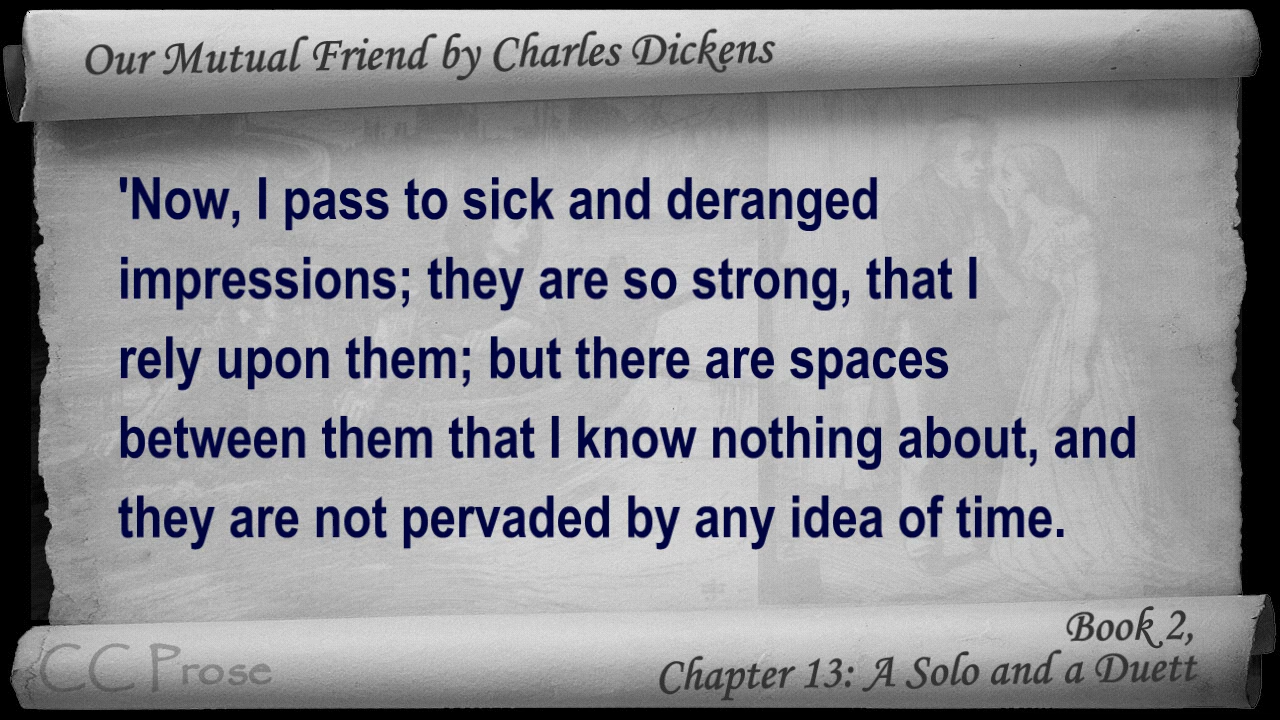 Our Mutual Friend by Charles Dickens
'Now, I pass to sick and deranged
impressions; they are so strong, that I
rely upon them; but there are spaces
between them that I know nothing about, and
they are not pervaded by any idea of time.
Book 2,
CC Prose
Chapter 13: A Solo and a Duett